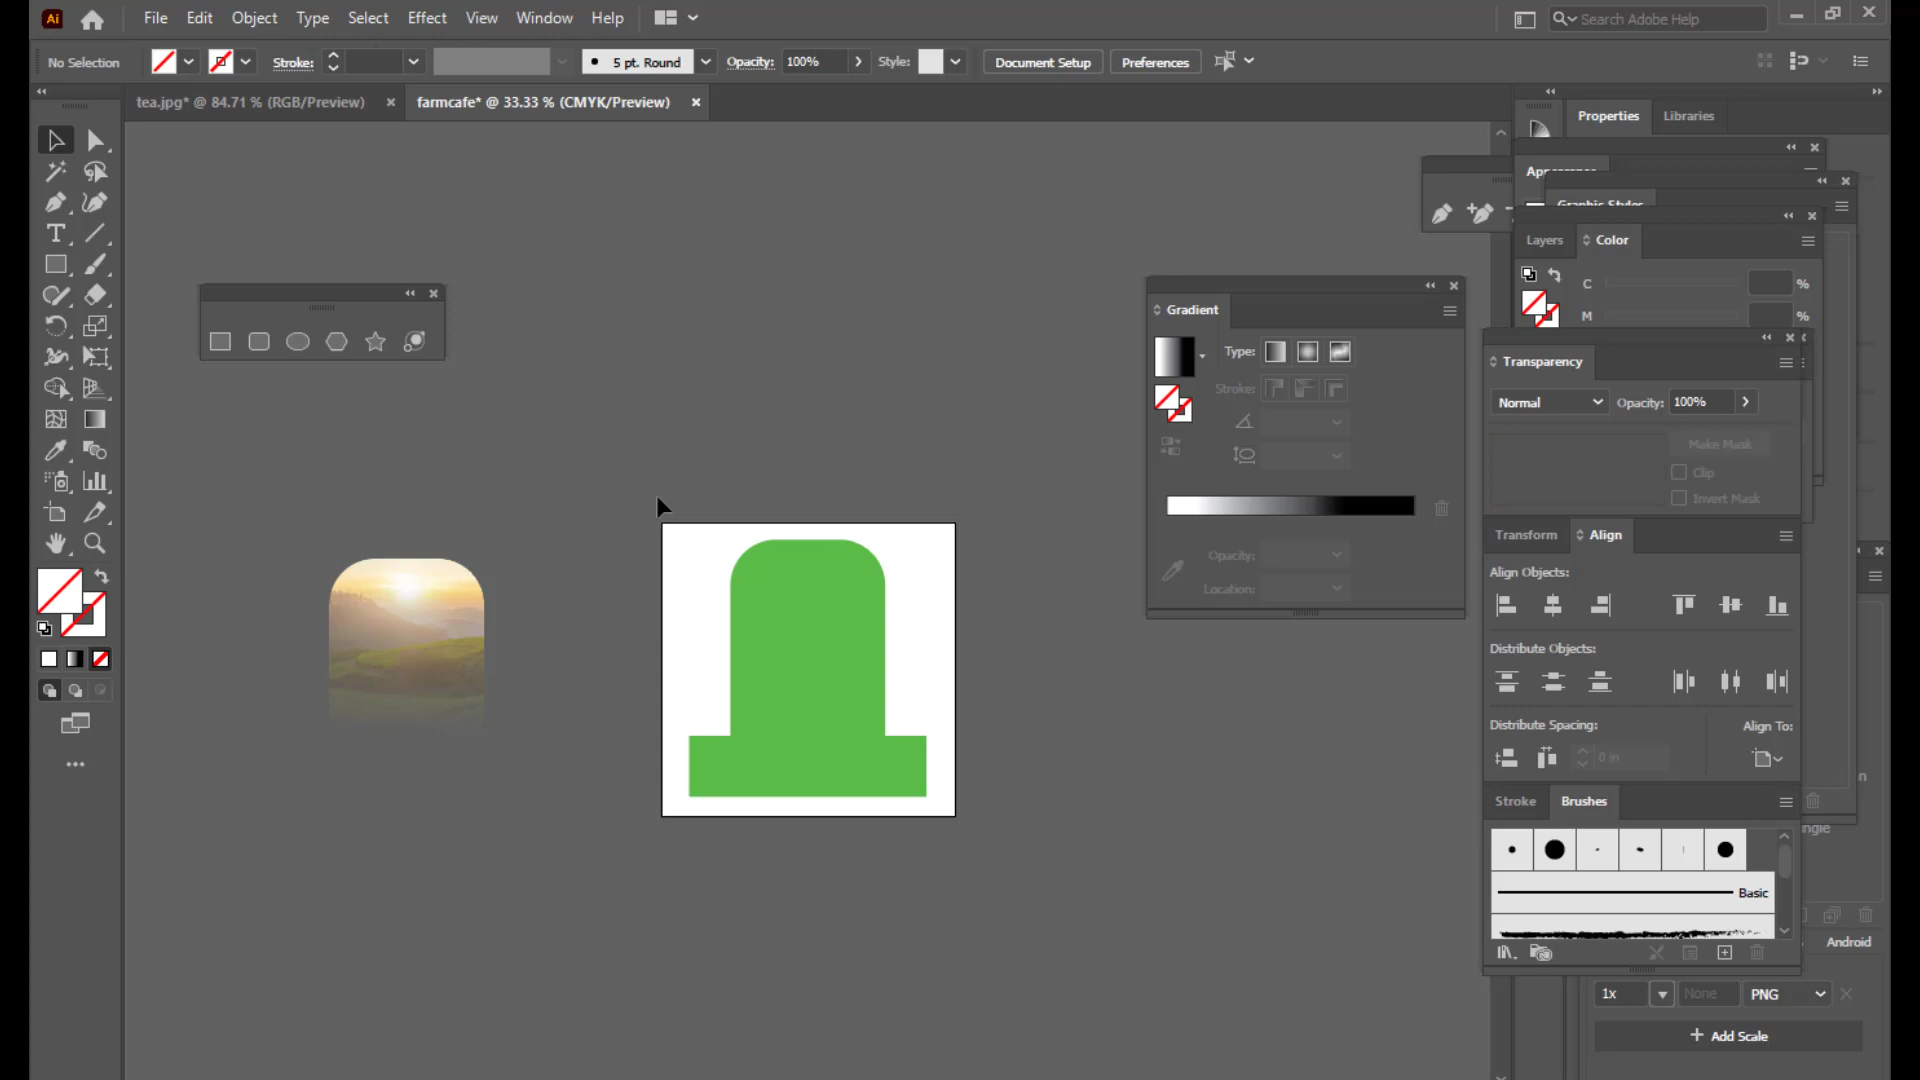 Ai File Edit Object Type Select Effect View Window Help Search Adobe Help
No Selection Stroke: 5 pt. Round Opacity: 100% Style: Document Setup Preferences
tea.jpg* @ 84.71 % (RGB/Preview) × farmcafe* @ 33.33 % (CMYK/Preview) ×
Properties Libraries
Appearance
Graphic Styles
Layers Color
C %
M %
Gradient
Type:
Stroke:
Opacity:
Location:
Transparency
Normal Opacity: 100%
Make Mask
Clip
Invert Mask
Transform Align
Align Objects:
Distribute Objects:
Distribute Spacing: Align To:
0 in
Stroke Brushes
Basic
Android
1x None PNG
Add Scale